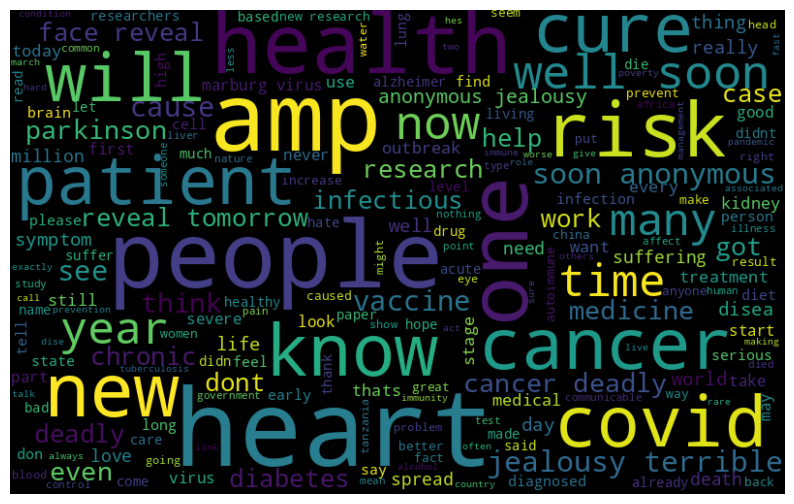 condition
researchers
basednew research
hes
seem
thing
head
common
today
face reveal
health
water
lung
cure
march
hard
read
will
high
less
two
really
fast
let
marburg virus
use
alzheimer
find
well soon
die
poverty
brain
cause
cell
anonymous jealousy
living
prevent
case
parkinson
amp
now
help
africa
risk
good
didnt
million
first
liver
much
never
outbreak
immune
worse
give
put
management
pandemic
right
patient
someone
nature
increase
research
level
type
role
soon anonymous
associated
please
reveal tomorrow
hate
infectious
nothing
one
infection
every
make
kidney
symptom
people
well
drug
work
many
person
illness
suffer
see
might
point
need
china
want
affect
suffering
got
result
exactly
study
still
acute
eye
time
others
treatment
call
think
healthy
caused
vaccine
autoimmune
anyone
human
diet
name
prevention
severe
pain
paper
medicine
disea
year
women
look
show
hope
act
stage
sure
start
making
tell
dise
state
chronic
didn
life
feel
know
cancer
live
serious
died
part
tuberculosis
dont
thank
thats
great
immunity
cancer deadly
world
take
talk
new
government
early
bad
heart
communicable
way
rare
may
deadly
long
tanzania
problem
test
medical
day
covid
don
care
better
often
made
said
always
love
going
fact
jealousy terrible
even
virus
link
say
alcohol
spread
diagnosed
already
death
back
blood
control
come
diabetes
mean
country